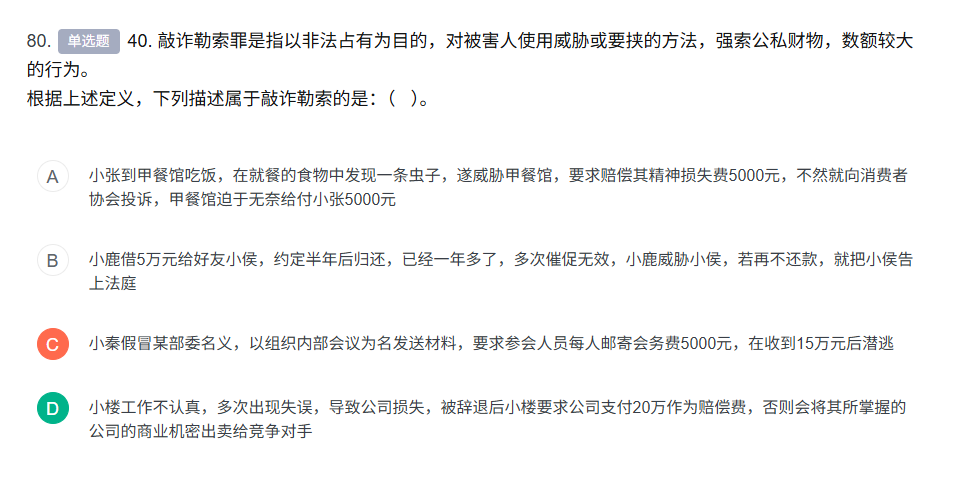 80. 单选题 40. 敲诈勒索罪是指以非法占有为目的，对被害人使用威胁或要挟的方法，强索公私财物，数额较大
的行为。
根据上述定义，下列描述属于敲诈勒索的是：（ ）。
A 小张到甲餐馆吃饭，在就餐的食物中发现一条虫子，遂威胁甲餐馆，要求赔偿其精神损失费5000元，不然就向消费者
协会投诉，甲餐馆迫于无奈给付小张5000元
B 小鹿借5万元给好友小侯，约定半年后归还，已经一年多了，多次催促无效，小鹿威胁小侯，若再不还款，就把小侯告
上法庭
C 小秦假冒某部委名义，以组织内部会议为名发送材料，要求参会人员每人邮寄会务费5000元，在收到15万元后潜逃
D 小楼工作不认真，多次出现失误，导致公司损失，被辞退后小楼要求公司支付20万作为赔偿费，否则会将其所掌握的
公司的商业机密出卖给竞争对手